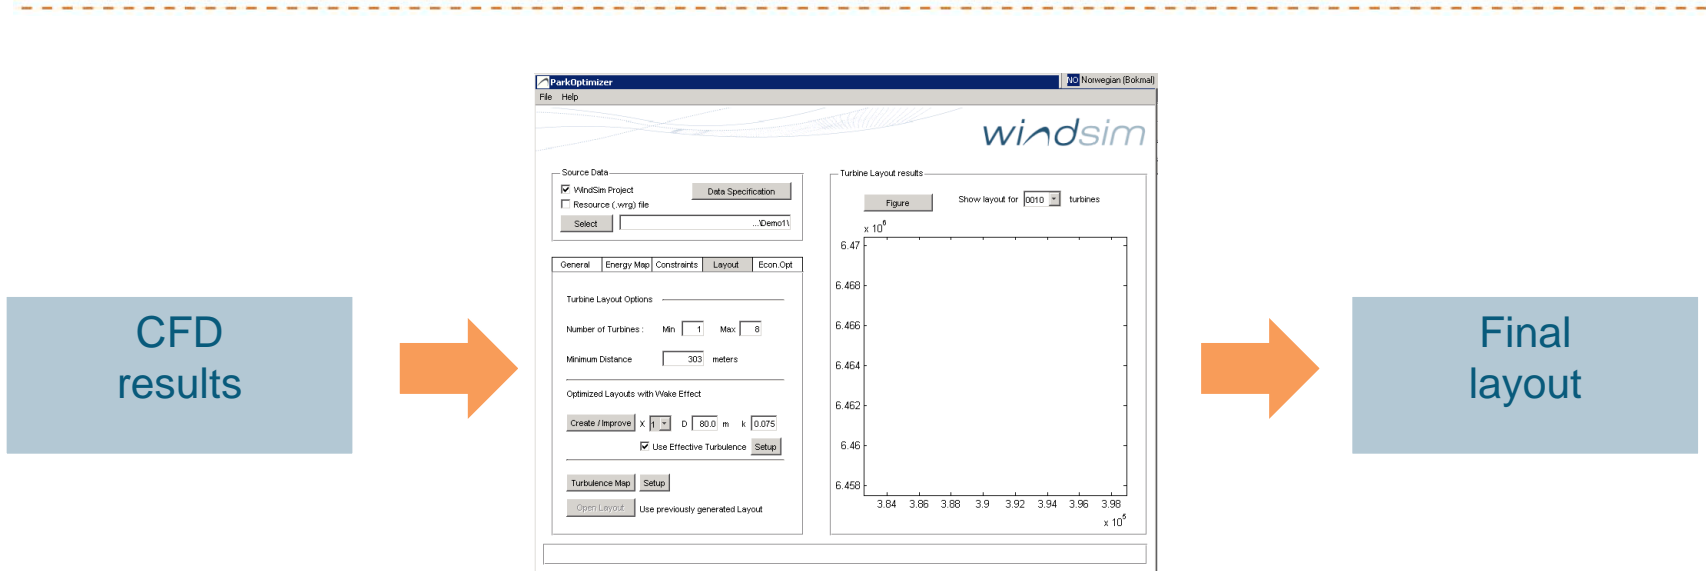 CFD
results
ParkOptimizer
NO Norwegian (Bokmal)
File Help
windsim
Source Data
WindSim Project
Data Specification
Resource (.wrg) file
Select
...\Demo1\
General Energy Map Constraints Layout Econ.Opt
Turbine Layout Options
Number of Turbines : Min 1 Max 8
Minimum Distance 303 meters
Optimized Layouts with Wake Effect
Create / Improve X 1 D 80.0 m k 0.075
Use Effective Turbulence Setup
Turbulence Map Setup
Open Layout Use previously generated Layout
Turbine Layout results
Figure Show layout for 0010 turbines
x 10^6
6.47
6.468
6.466
6.464
6.462
6.46
6.458
3.84 3.86 3.88 3.9 3.92 3.94 3.96 3.98
x 10^5
Final
layout